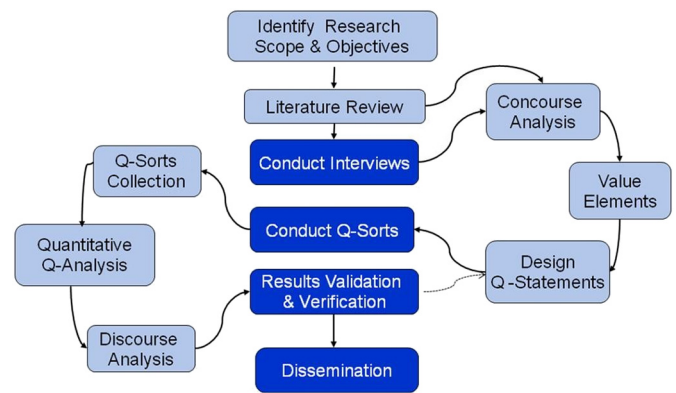 Identify Research
Scope & Objectives
Literature Review
Conduct Interviews
Concourse
Analysis
Value
Elements
Design
Q-Statements
Conduct Q-Sorts
Q-Sorts
Collection
Quantitative
Q-Analysis
Discourse
Analysis
Results Validation
& Verification
Dissemination